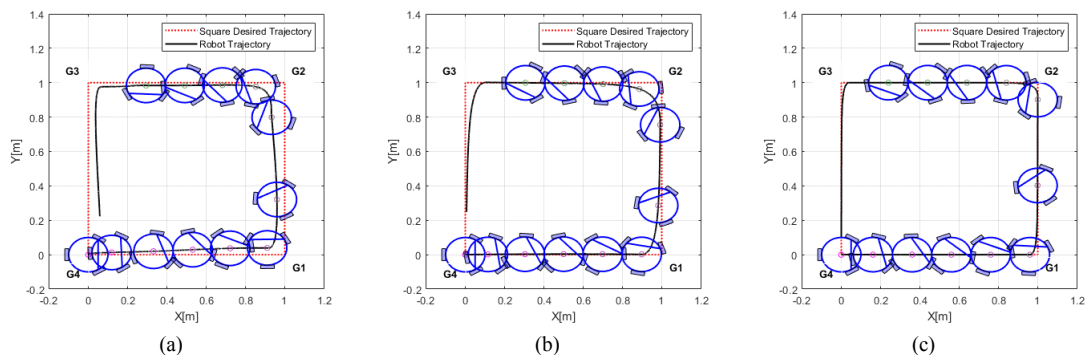 1.4
1.2
1
0.8
0.6
0.4
0.2
0
-0.2
Y[m]
Square Desired Trajectory
Robot Trajectory
G3
G2
G4
G1
-0.2 0 0.2 0.4 0.6 0.8 1 1.2
X[m]
(a)
1.4
1.2
1
0.8
0.6
0.4
0.2
0
-0.2
Y[m]
Square Desired Trajectory
Robot Trajectory
G3
G2
G4
G1
-0.2 0 0.2 0.4 0.6 0.8 1 1.2
X[m]
(b)
1.4
1.2
1
0.8
0.6
0.4
0.2
0
-0.2
Y[m]
Square Desired Trajectory
Robot Trajectory
G3
G2
G4
G1
-0.2 0 0.2 0.4 0.6 0.8 1 1.2
X[m]
(c)